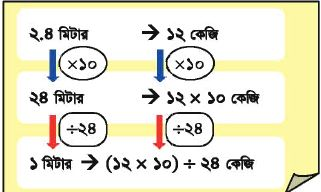 ২.৪ মিটার → ১২ কেজি
×১০ ×১০
২৪ মিটার → ১২ × ১০ কেজি
÷২৪ ÷২৪
১ মিটার → (১২ × ১০) ÷ ২৪ কেজি